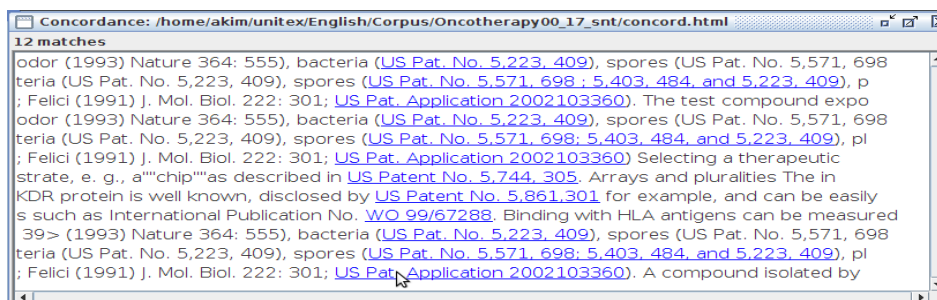 Concordance: /home/akim/unitex/English/Corpus/Oncotherapy00_17_snt/concord.html
12 matches
odor (1993) Nature 364: 555), bacteria (US Pat. No. 5,223, 409), spores (US Pat. No. 5,571, 698
teria (US Pat. No. 5,223, 409), spores (US Pat. No. 5,571, 698 ; 5,403, 484, and 5,223, 409), p
; Felici (1991) J. Mol. Biol. 222: 301; US Pat. Application 2002103360). The test compound expo
odor (1993) Nature 364: 555), bacteria (US Pat. No. 5,223, 409), spores (US Pat. No. 5,571, 698
teria (US Pat. No. 5,223, 409), spores (US Pat. No. 5,571, 698; 5,403, 484, and 5,223, 409), pl
; Felici (1991) J. Mol. Biol. 222: 301; US Pat. Application 2002103360) Selecting a therapeutic
strate, e. g., a""chip""as described in US Patent No. 5,744, 305. Arrays and pluralities The in
KDR protein is well known, disclosed by US Patent No. 5,861,301 for example, and can be easily
s such as International Publication No. WO 99/67288. Binding with HLA antigens can be measured
39> (1993) Nature 364: 555), bacteria (US Pat. No. 5,223, 409), spores (US Pat. No. 5,571, 698
teria (US Pat. No. 5,223, 409), spores (US Pat. No. 5,571, 698; 5,403, 484, and 5,223, 409), pl
; Felici (1991) J. Mol. Biol. 222: 301; US Pat. Application 2002103360). A compound isolated by